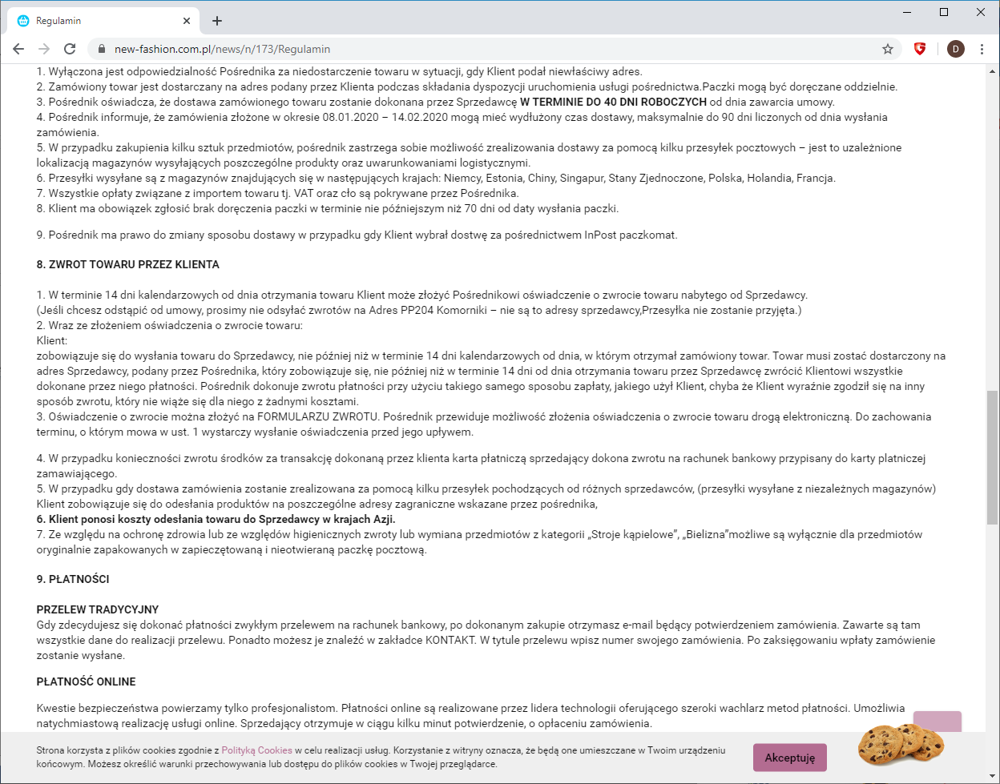 Regulamin
new-fashion.com.pl/news/n/173/Regulamin
D
1. Wyłączona jest odpowiedzialność Pośrednika za niedostarczenie towaru w sytuacji, gdy Klient podał niewłaściwy adres.
2. Zamówiony towar jest dostarczany na adres podany przez Klienta podczas składania dyspozycji uruchomienia usługi pośrednictwa.Paczki mogą być doręczane oddzielnie.
3. Pośrednik oświadcza, że dostawa zamówionego towaru zostanie dokonana przez Sprzedawcę W TERMINIE DO 40 DNI ROBOCZYCH od dnia zawarcia umowy.
4. Pośrednik informuje, że zamówienia złożone w okresie 08.01.2020 – 14.02.2020 mogą mieć wydłużony czas dostawy, maksymalnie do 90 dni liczonych od dnia wysłania
zamówienia.
5. W przypadku zakupienia kilku sztuk przedmiotów, pośrednik zastrzega sobie możliwość zrealizowania dostawy za pomocą kilku przesyłek pocztowych – jest to uzależnione
lokalizacją magazynów wysyłających poszczególne produkty oraz uwarunkowaniami logistycznymi.
6. Przesyłki wysyłane są z magazynów znajdujących się w następujących krajach: Niemcy, Estonia, Chiny, Singapur, Stany Zjednoczone, Polska, Holandia, Francja.
7. Wszystkie opłaty związane z importem towaru tj. VAT oraz cło są pokrywane przez Pośrednika.
8. Klient ma obowiązek zgłosić brak doręczenia paczki w terminie nie późniejszym niż 70 dni od daty wysłania paczki.
9. Pośrednik ma prawo do zmiany sposobu dostawy w przypadku gdy Klient wybrał dostwę za pośrednictwem InPost paczkomat.
8. ZWROT TOWARU PRZEZ KLIENTA
1. W terminie 14 dni kalendarzowych od dnia otrzymania towaru Klient może złożyć Pośrednikowi oświadczenie o zwrocie towaru nabytego od Sprzedawcy.
(Jeśli chcesz odstąpić od umowy, prosimy nie odsyłać zwrotów na Adres PP204 Komorniki – nie są to adresy sprzedawcy,Przesyłka nie zostanie przyjęta.)
2. Wraz ze złożeniem oświadczenia o zwrocie towaru:
Klient:
zobowiązuje się do wysłania towaru do Sprzedawcy, nie później niż w terminie 14 dni kalendarzowych od dnia, w którym otrzymał zamówiony towar. Towar musi zostać dostarczony na
adres Sprzedawcy, podany przez Pośrednika, który zobowiązuje się, nie później niż w terminie 14 dni od dnia otrzymania towaru przez Sprzedawcę zwrócić Klientowi wszystkie
dokonane przez niego płatności. Pośrednik dokonuje zwrotu płatności przy użyciu takiego samego sposobu zapłaty, jakiego użył Klient, chyba że Klient wyraźnie zgodził się na inny
sposób zwrotu, który nie wiąże się dla niego z żadnymi kosztami.
3. Oświadczenie o zwrocie można złożyć na FORMULARZU ZWROTU. Pośrednik przewiduje możliwość złożenia oświadczenia o zwrocie towaru drogą elektroniczną. Do zachowania
terminu, o którym mowa w ust. 1 wystarczy wysłanie oświadczenia przed jego upływem.
4. W przypadku konieczności zwrotu środków za transakcję dokonaną przez klienta karta płatniczą sprzedający dokona zwrotu na rachunek bankowy przypisany do karty platniczej
zamawiającego.
5. W przypadku gdy dostawa zamówienia zostanie zrealizowana za pomocą kilku przesyłek pochodzących od różnych sprzedawców, (przesyłki wysyłane z niezależnych magazynów)
Klient zobowiązuje się do odesłania produktów na poszczególne adresy zagraniczne wskazane przez pośrednika,
6. Klient ponosi koszty odesłania towaru do Sprzedawcy w krajach Azji.
7. Ze względu na ochronę zdrowia lub ze względów higienicznych zwroty lub wymiana przedmiotów z kategorii „Stroje kąpielowe”, „Bielizna”możliwe są wyłącznie dla przedmiotów
oryginalnie zapakowanych w zapieczętowaną i nieotwieraną paczkę pocztową.
9. PŁATNOŚCI
PRZELEW TRADYCYJNY
Gdy zdecydujesz się dokonać płatności zwykłym przelewem na rachunek bankowy, po dokonanym zakupie otrzymasz e-mail będący potwierdzeniem zamówienia. Zawarte są tam
wszystkie dane do realizacji przelewu. Ponadto możesz je znaleźć w zakładce KONTAKT. W tytule przelewu wpisz numer swojego zamówienia. Po zaksięgowaniu wpłaty zamówienie
zostanie wysłane.
PŁATNOŚĆ ONLINE
Kwestie bezpieczeństwa powierzamy tylko profesjonalistom. Płatności online są realizowane przez lidera technologii oferującego szeroki wachlarz metod płatności. Umożliwia
natychmiastową realizację usługi online. Sprzedający otrzymuje w ciągu kilku minut potwierdzenie, o opłaceniu zamówienia.
Strona korzysta z plików cookies zgodnie z Polityką Cookies w celu realizacji usług. Korzystanie z witryny oznacza, że będą one umieszczane w Twoim urządzeniu
końcowym. Możesz określić warunki przechowywania lub dostępu do plików cookies w Twojej przeglądarce.
Akceptuję